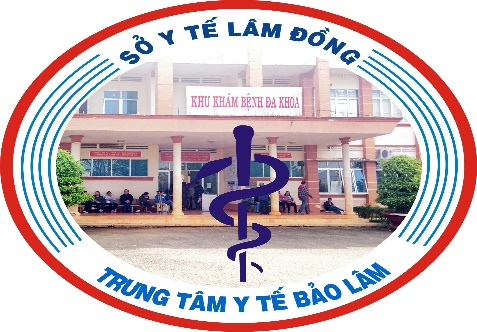 SỞ Y TẾ LÂM ĐỒNG
KHU KHÁM BỆNH ĐA KHOA
TRUNG TÂM Y TẾ BẢO LÂM